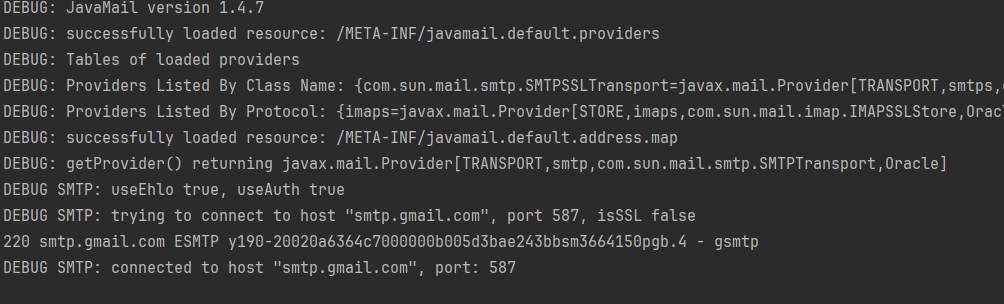 DEBUG: JavaMail version 1.4.7
DEBUG: successfully loaded resource: /META-INF/javamail.default.providers
DEBUG: Tables of loaded providers
DEBUG: Providers Listed By Class Name: {com.sun.mail.smtp.SMTPSSLTransport=javax.mail.Provider[TRANSPORT,smtps,
DEBUG: Providers Listed By Protocol: {imaps=javax.mail.Provider[STORE,imaps,com.sun.mail.imap.IMAPSSLStore,Orac
DEBUG: successfully loaded resource: /META-INF/javamail.default.address.map
DEBUG: getProvider() returning javax.mail.Provider[TRANSPORT,smtp,com.sun.mail.smtp.SMTPTransport,Oracle]
DEBUG SMTP: useEhlo true, useAuth true
DEBUG SMTP: trying to connect to host "smtp.gmail.com", port 587, isSSL false
220 smtp.gmail.com ESMTP y190-20020a6364c7000000b005d3bae243bbsm3664150pgb.4 - gsmtp
DEBUG SMTP: connected to host "smtp.gmail.com", port: 587